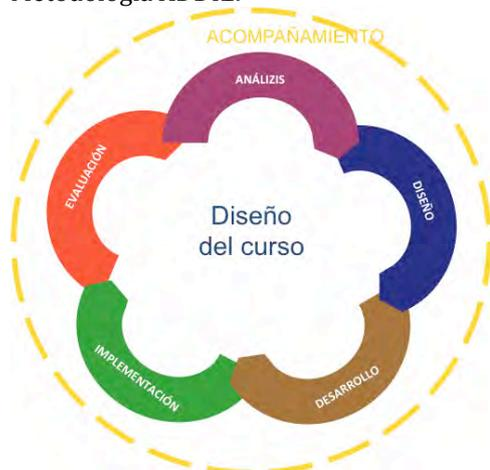 Metodología ADDIE.
ACOMPAÑAMIENTO
ANÁLIZIS
DISEÑO
DESARROLLO
IMPLEMENTACIÓN
EVALUACIÓN
Diseño
del curso